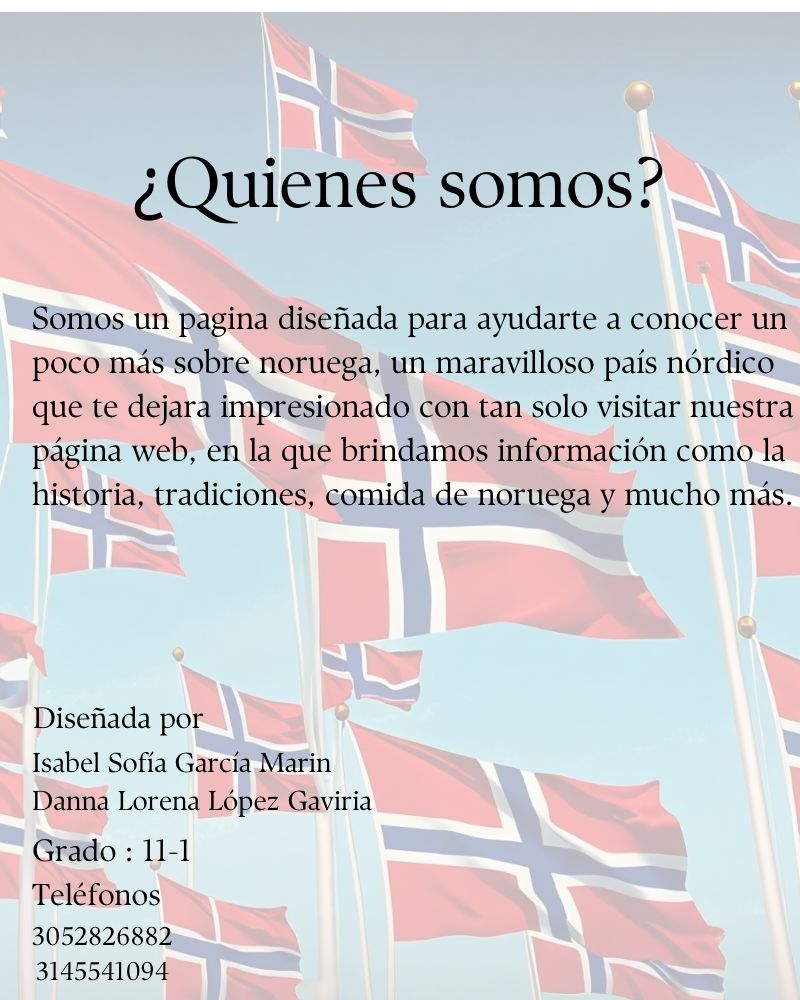 ¿Quienes somos?
Somos un pagina diseñada para ayudarte a conocer un
poco más sobre noruega, un maravilloso país nórdico
que te dejara impresionado con tan solo visitar nuestra
página web, en la que brindamos información como la
historia, tradiciones, comida de noruega y mucho más.
Diseñada por
Isabel Sofía García Marin
Danna Lorena López Gaviria
Grado : 11-1
Teléfonos
3052826882
3145541094